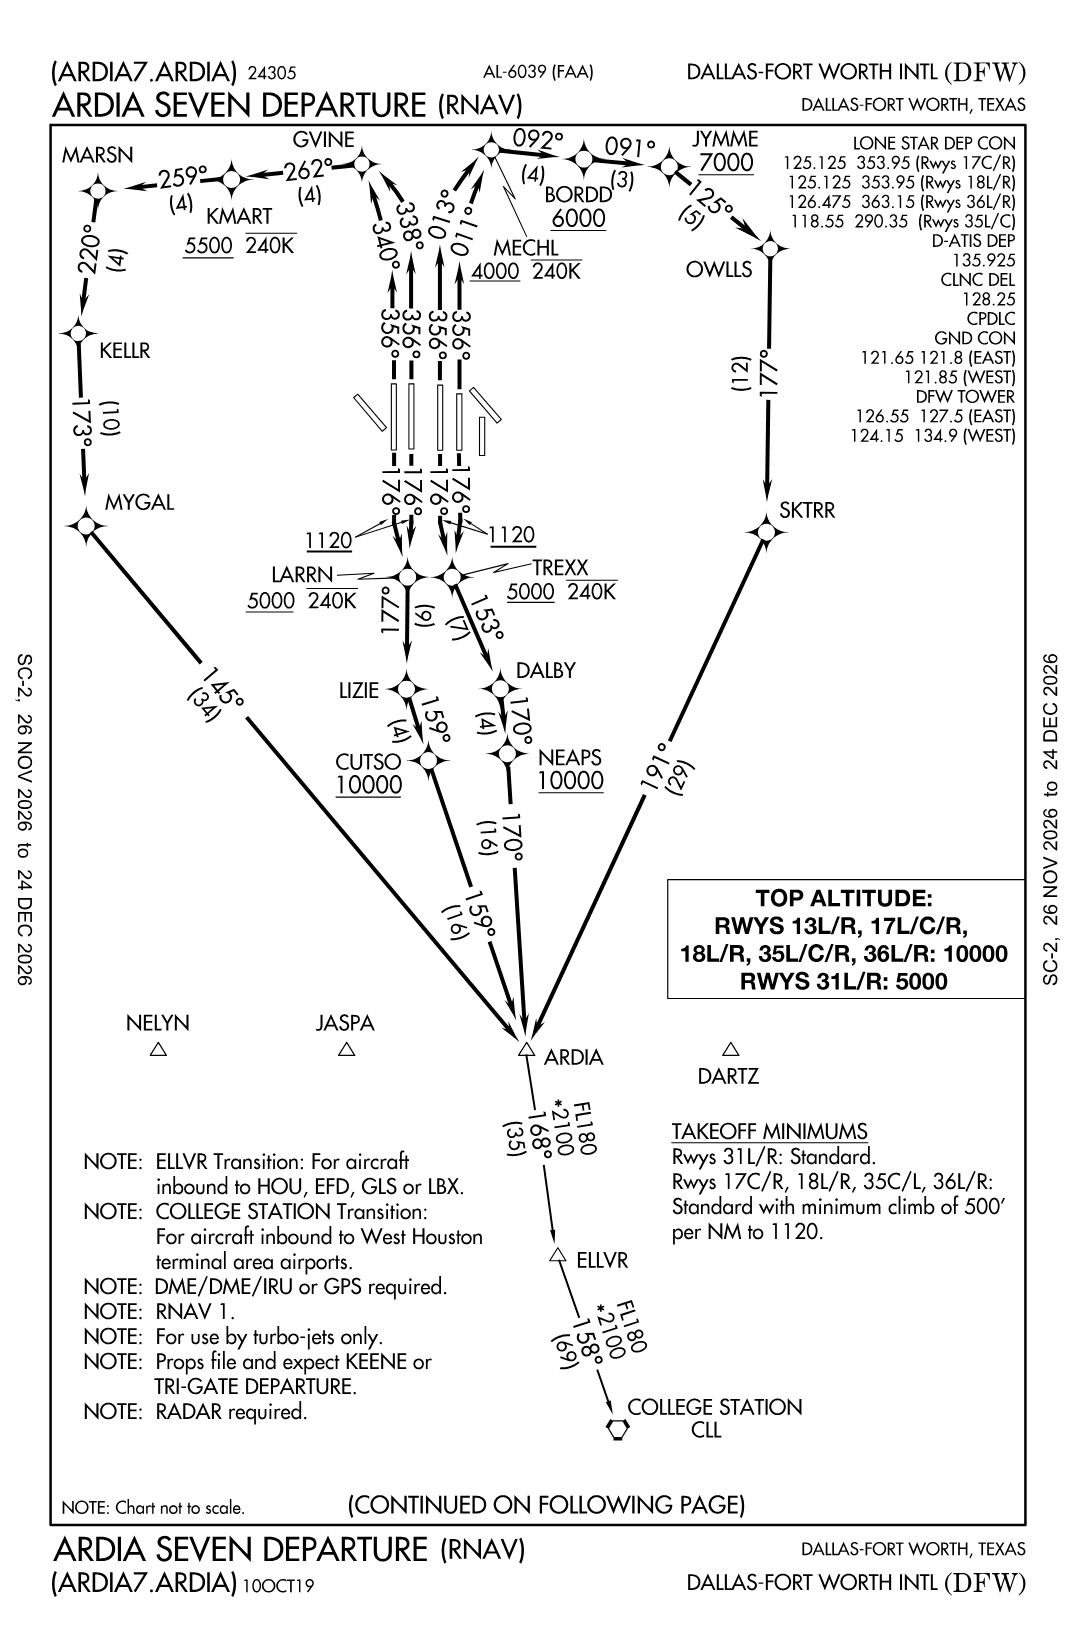 (ARDIA7.ARDIA) 24305
AL-6039 (FAA)
DALLAS-FORT WORTH INTL (DFW)
ARDIA SEVEN DEPARTURE (RNAV)
DALLAS-FORT WORTH, TEXAS
LONE STAR DEP CON
125.125 353.95 (Rwys 17C/R)
125.125 353.95 (Rwys 18L/R)
126.475 363.15 (Rwys 36L/R)
118.55 290.35 (Rwys 35L/C)
D-ATIS DEP
135.925
CLNC DEL
128.25
CPDLC
GND CON
121.65 121.8 (EAST)
121.85 (WEST)
DFW TOWER
126.55 127.5 (EAST)
124.15 134.9 (WEST)
MARSN
259°
(4)
KMART
5500 240K
262°
(4)
GVINE
338°
340°
013°
011°
MECHL
4000 240K
092°
(4)
BORDD
6000
091°
(3)
JYMME
7000
125°
(5)
OWLLS
220°
(4)
KELLR
173°
(10)
MYGAL
356°
356°
356°
356°
177°
(12)
SKTRR
176°
176°
176°
176°
1120
1120
LARRN
5000 240K
TREXX
5000 240K
177°
(9)
153°
(7)
LIZIE
DALBY
159°
(4)
170°
(4)
CUTSO
10000
NEAPS
10000
145°
(34)
191°
(29)
159°
(16)
170°
(16)
TOP ALTITUDE:
RWYS 13L/R, 17L/C/R,
18L/R, 35L/C/R, 36L/R: 10000
RWYS 31L/R: 5000
NELYN
JASPA
ARDIA
DARTZ
FL180
*2100
168°
(35)
ELLVR
FL180
*2100
158°
(69)
COLLEGE STATION
CLL
TAKEOFF MINIMUMS
Rwys 31L/R: Standard.
Rwys 17C/R, 18L/R, 35C/L, 36L/R:
Standard with minimum climb of 500’
per NM to 1120.
NOTE: ELLVR Transition: For aircraft
inbound to HOU, EFD, GLS or LBX.
NOTE: COLLEGE STATION Transition:
For aircraft inbound to West Houston
terminal area airports.
NOTE: DME/DME/IRU or GPS required.
NOTE: RNAV 1.
NOTE: For use by turbo-jets only.
NOTE: Props file and expect KEENE or
TRI-GATE DEPARTURE.
NOTE: RADAR required.
NOTE: Chart not to scale.
(CONTINUED ON FOLLOWING PAGE)
SC-2, 26 NOV 2026 to 24 DEC 2026
SC-2, 26 NOV 2026 to 24 DEC 2026
ARDIA SEVEN DEPARTURE (RNAV)
DALLAS-FORT WORTH, TEXAS
(ARDIA7.ARDIA) 10OCT19
DALLAS-FORT WORTH INTL (DFW)